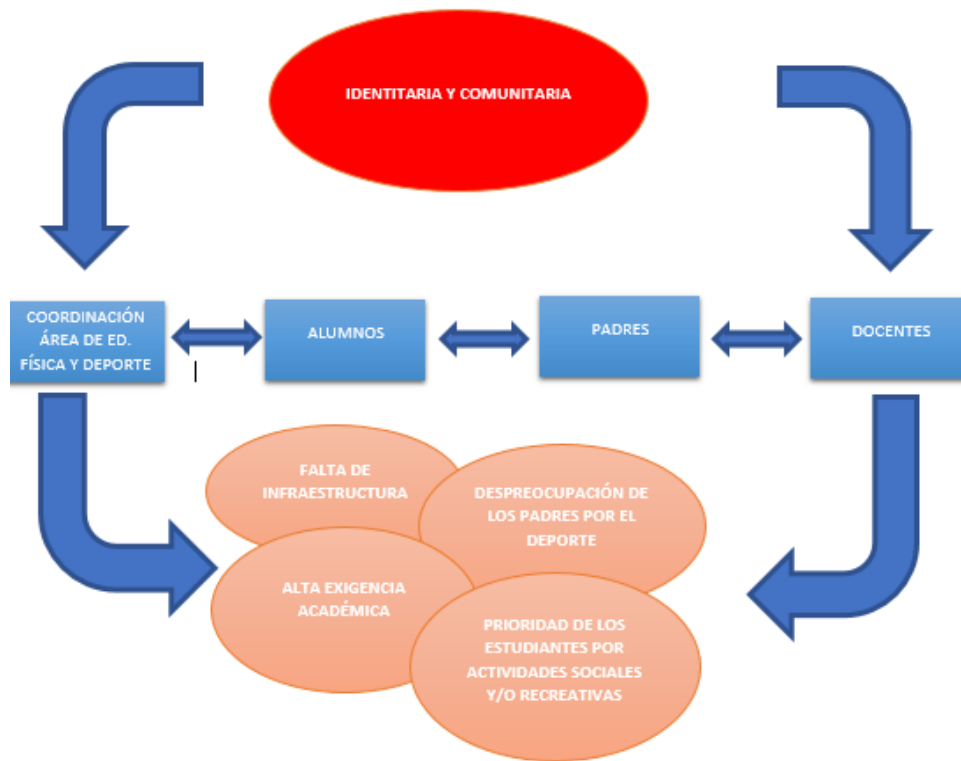 IDENTITARIA Y COMUNITARIA
COORDINACIÓN
ÁREA DE ED.
FÍSICA Y DEPORTE
ALUMNOS
PADRES
DOCENTES
FALTA DE
INFRAESTRUCTURA
DESPREOCUPACIÓN DE
LOS PADRES POR EL
DEPORTE
ALTA EXIGENCIA
ACADÉMICA
PRIORIDAD DE LOS
ESTUDIANTES POR
ACTIVIDADES SOCIALES
Y/O RECREATIVAS